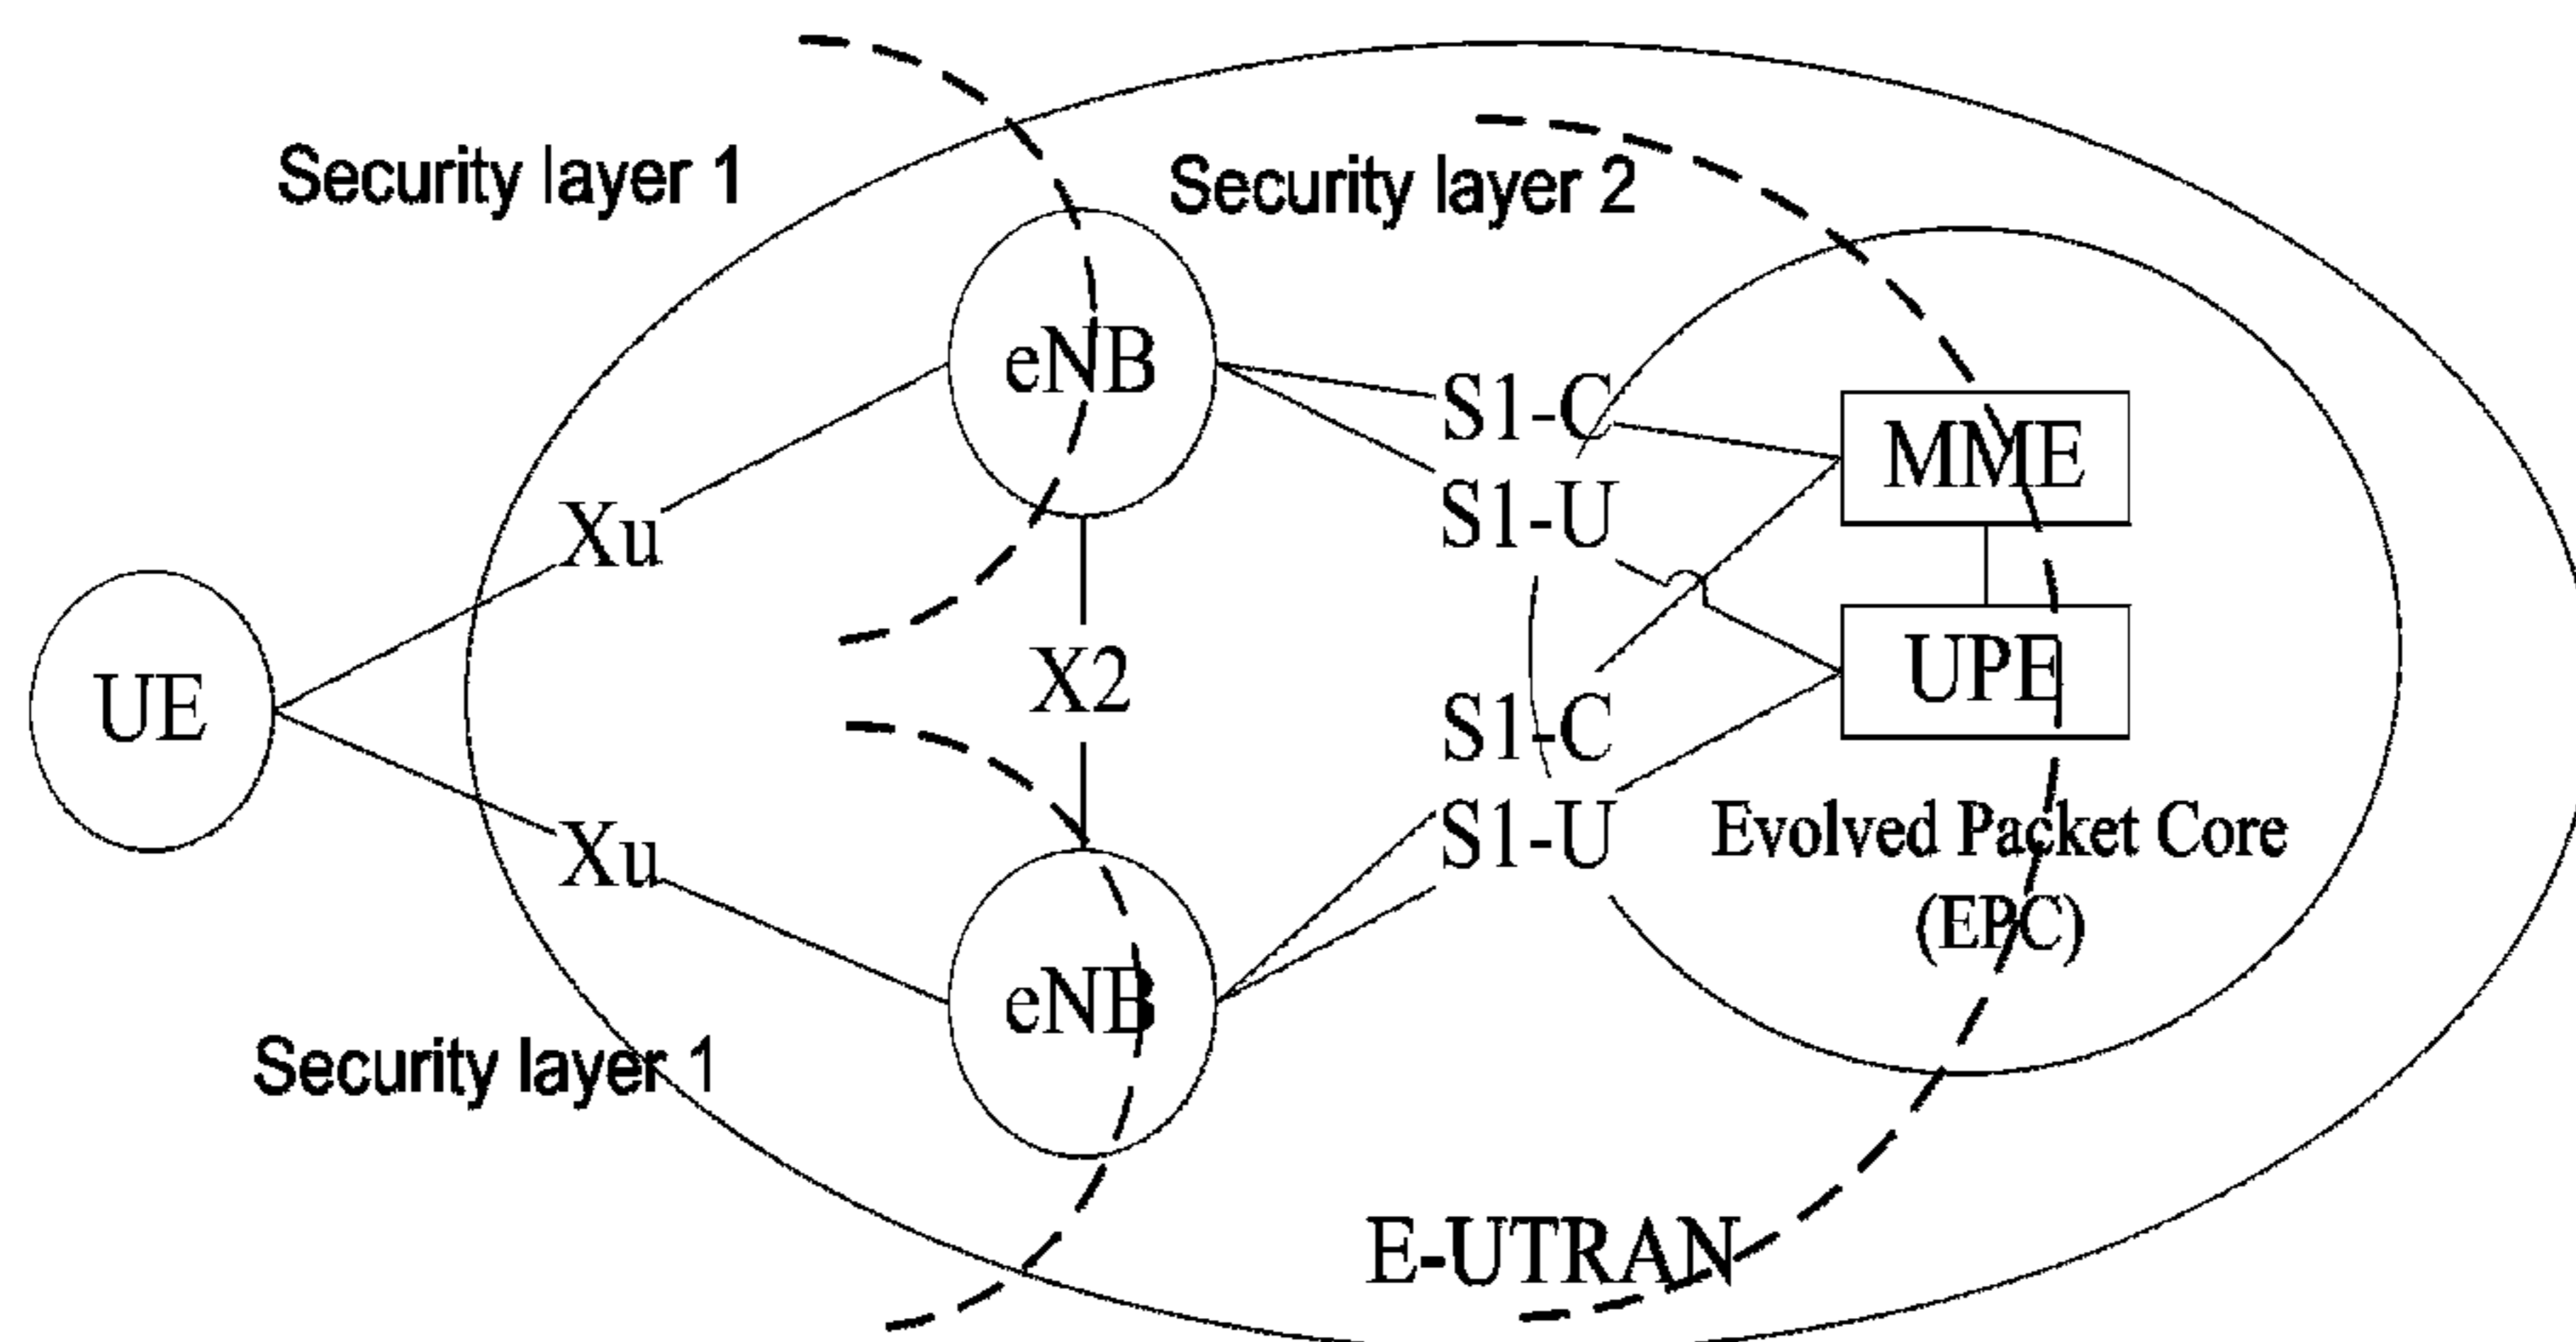 Security layer 1
Security layer 2
eNB
S1-C
MME
S1-U
Xu
UE
X2
UPE
S1-C
S1-U
Evolved Packet Core
(EPC)
Xu
eNB
Security layer 1
E-UTRAN